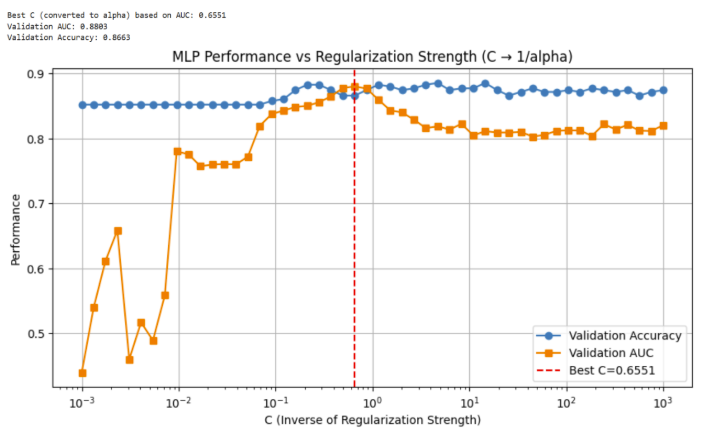 Best C (converted to alpha) based on AUC: 0.6551
Validation AUC: 0.8803
Validation Accuracy: 0.8663
MLP Performance vs Regularization Strength (C → 1/alpha)
0.9
0.8
0.7
0.6
0.5
Performance
Validation Accuracy
Validation AUC
Best C=0.6551
10⁻³
10⁻²
10⁻¹
10⁰
10¹
10²
10³
C (Inverse of Regularization Strength)